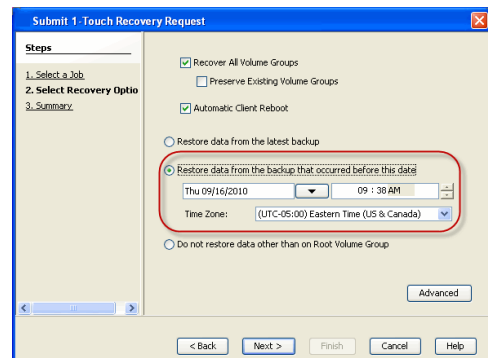 Submit 1-Touch Recovery Request
Steps
1. Select a Job
2. Select Recovery Optio
3. Summary
Recover All Volume Groups
Preserve Existing Volume Groups
Automatic Client Reboot
Restore data from the latest backup
Restore data from the backup that occurred before this date
Thu 09/16/2010 09 : 38 AM
Time Zone: (UTC-05:00) Eastern Time (US & Canada)
Do not restore data other than on Root Volume Group
Advanced
< Back Next > Finish Cancel Help